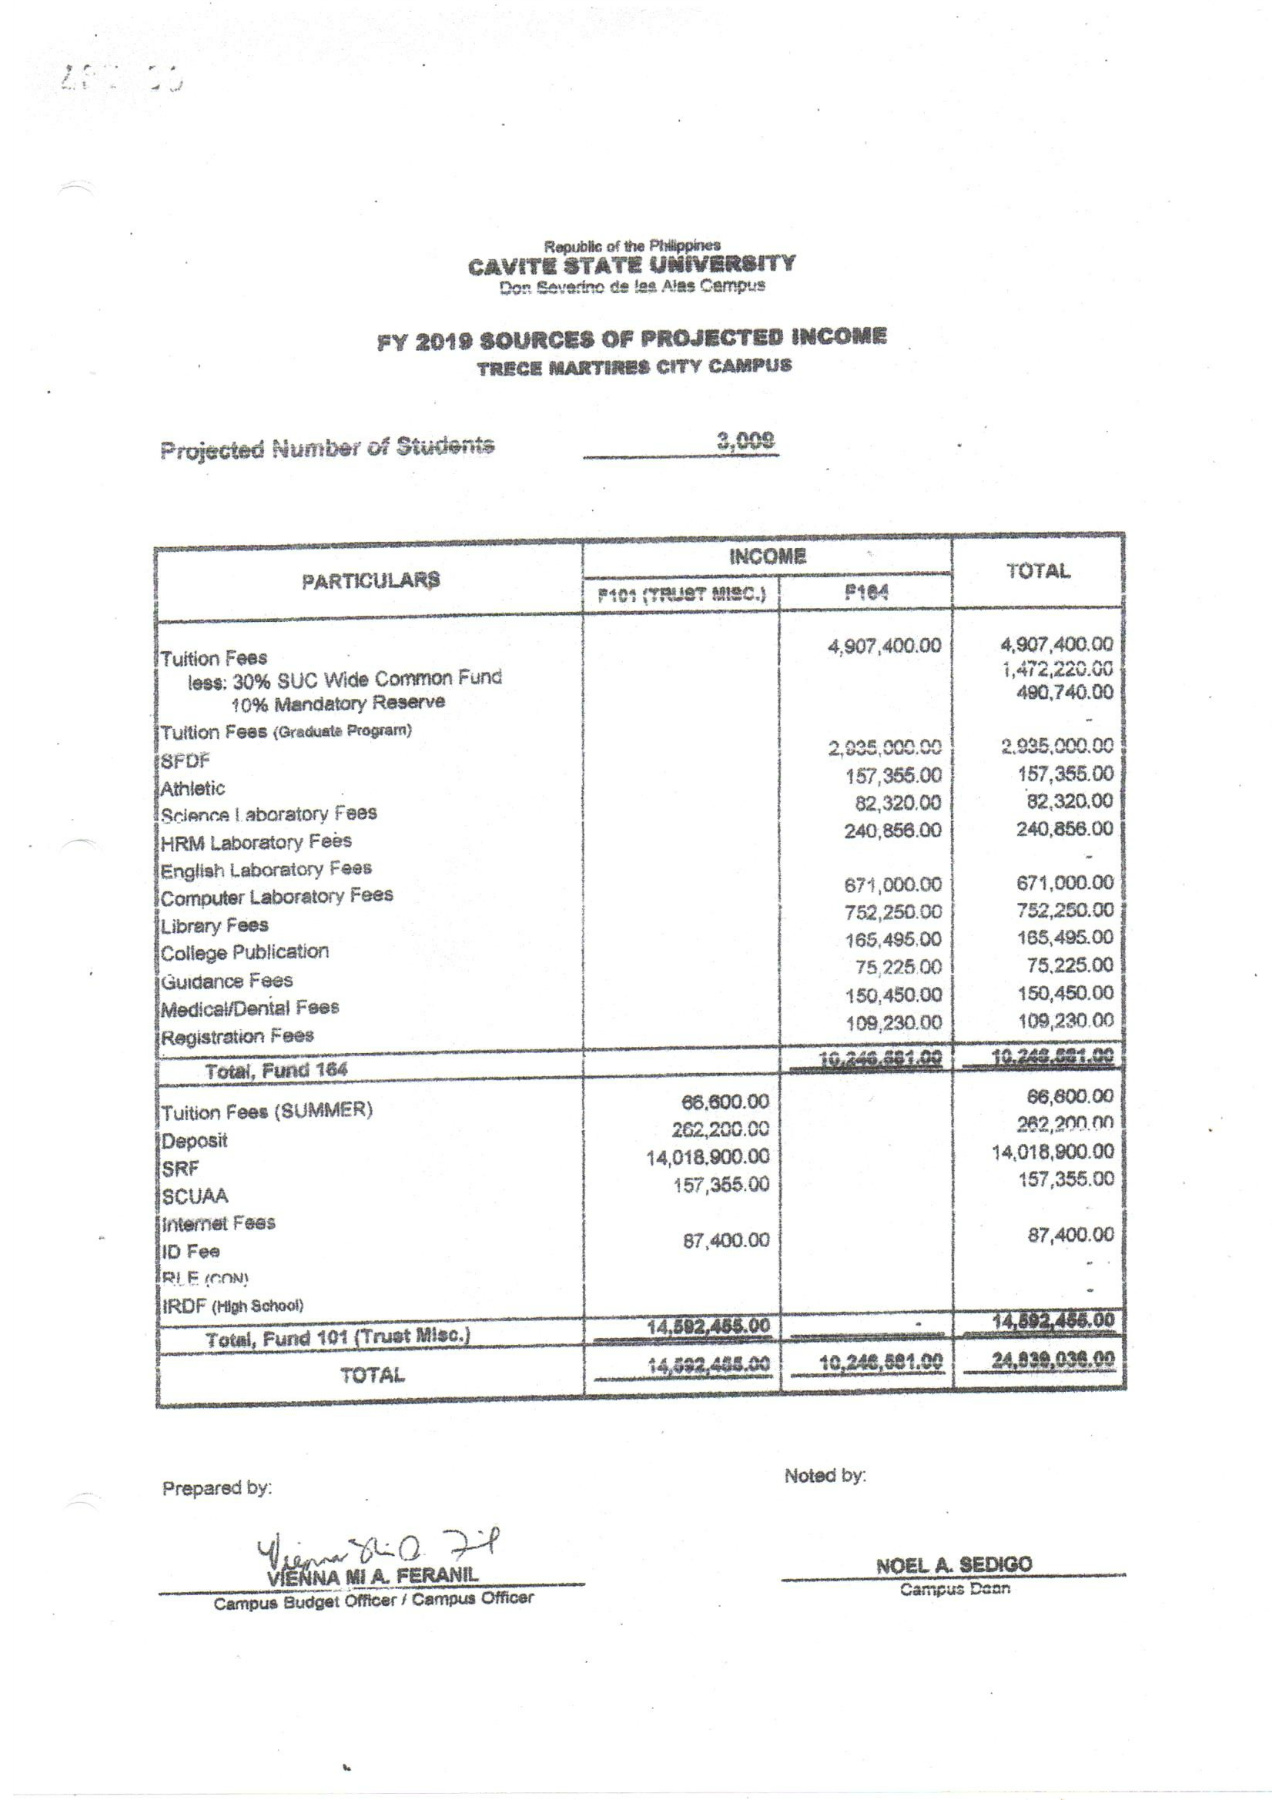 Republic of the Philippines
CAVITE STATE UNIVERSITY
Don Severino de las Alas Campus
FY 2019 SOURCES OF PROJECTED INCOME
TRECE MARTIRES CITY CAMPUS
Projected Number of Students 3,009
PARTICULARS INCOME TOTAL
F101 (TRUST MISC.) F164
Tuition Fees 4,907,400.00 4,907,400.00
less: 30% SUC Wide Common Fund 1,472,220.00
10% Mandatory Reserve 490,740.00
Tuition Fees (Graduate Program) -
SFDF 2,935,000.00 2,935,000.00
Athletic 157,355.00 157,355.00
Science Laboratory Fees 82,320.00 82,320.00
HRM Laboratory Fees 240,856.00 240,856.00
English Laboratory Fees -
Computer Laboratory Fees 671,000.00 671,000.00
Library Fees 752,250.00 752,250.00
College Publication 165,495.00 165,495.00
Guidance Fees 75,225.00 75,225.00
Medical/Dental Fees 150,450.00 150,450.00
Registration Fees 109,230.00 109,230.00
Total, Fund 164 10,246,581.00 10,246,581.00
Tuition Fees (SUMMER) 66,600.00 66,600.00
Deposit 262,200.00 262,200.00
SRF 14,018,900.00 14,018,900.00
SCUAA 157,355.00 157,355.00
Internet Fees
ID Fee 87,400.00 87,400.00
RLE (CON) -
IRDF (High School) -
Total, Fund 101 (Trust Misc.) 14,592,455.00 - 14,592,455.00
TOTAL 14,592,455.00 10,246,581.00 24,839,036.00
Prepared by: Noted by:
VIENNA MI A. FERANIL NOEL A. SEDIGO
Campus Budget Officer / Campus Officer Campus Dean